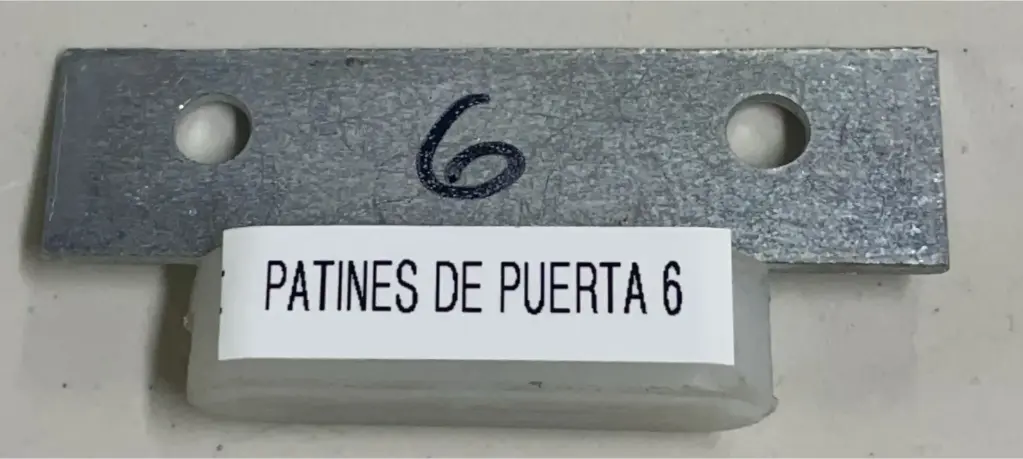 6
PATINES DE PUERTA 6